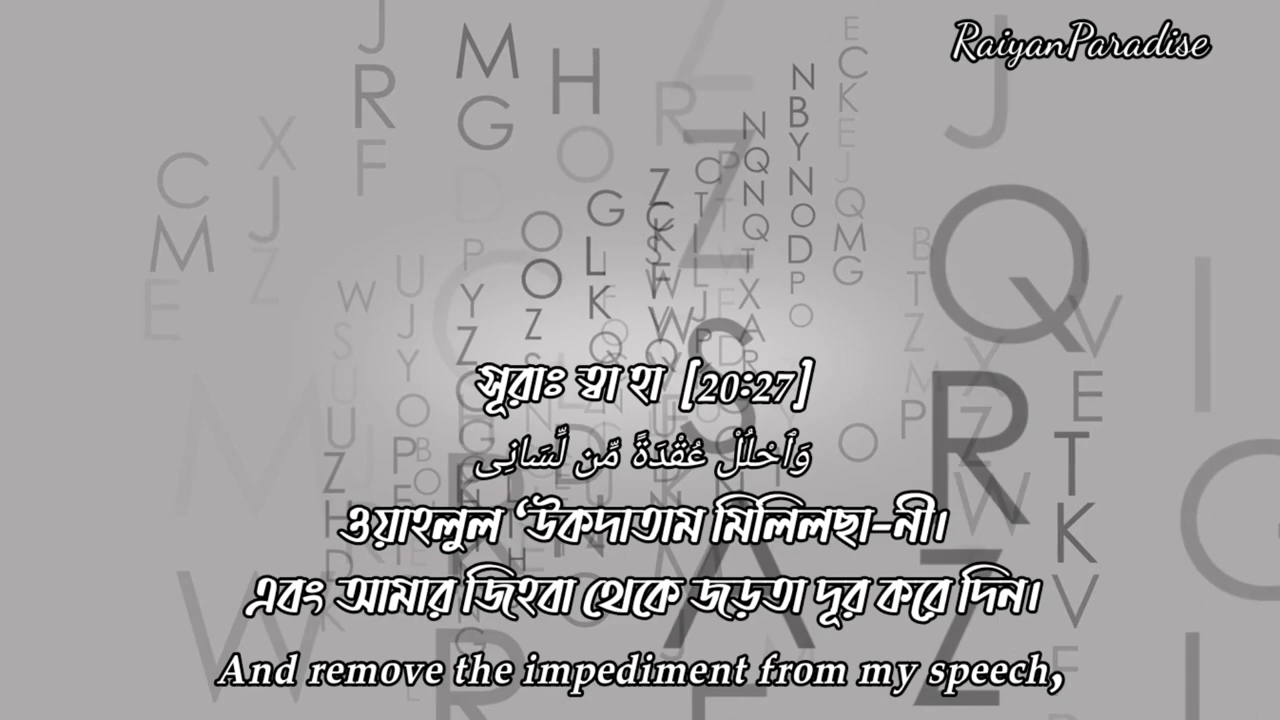 RaiyanParadise
সূরাঃ ত্বা হা [20:27]
وَٱحْلُلْ عُقْدَةً مِّن لِّسَانِى
ওয়াহলুল ‘উকদাতাম মিলিলছা-নী।
এবং আমার জিহবা থেকে জড়তা দূর করে দিন।
And remove the impediment from my speech,